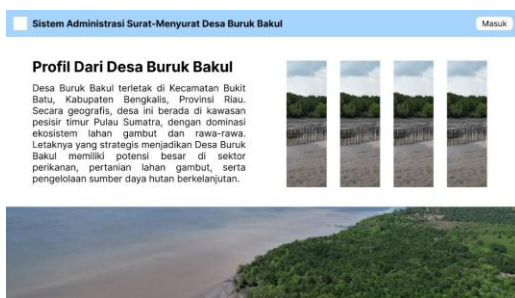 Sistem Administrasi Surat-Menyurat Desa Buruk Bakul
Masuk
Profil Dari Desa Buruk Bakul
Desa Buruk Bakul terletak di Kecamatan Bukit
Batu, Kabupaten Bengkalis, Provinsi Riau.
Secara geografis, desa ini berada di kawasan
pesisir timur Pulau Sumatra, dengan dominasi
ekosistem lahan gambut dan rawa-rawa.
Letaknya yang strategis menjadikan Desa Buruk
Bakul memiliki potensi besar di sektor
perikanan, pertanian lahan gambut, serta
pengelolaan sumber daya hutan berkelanjutan.